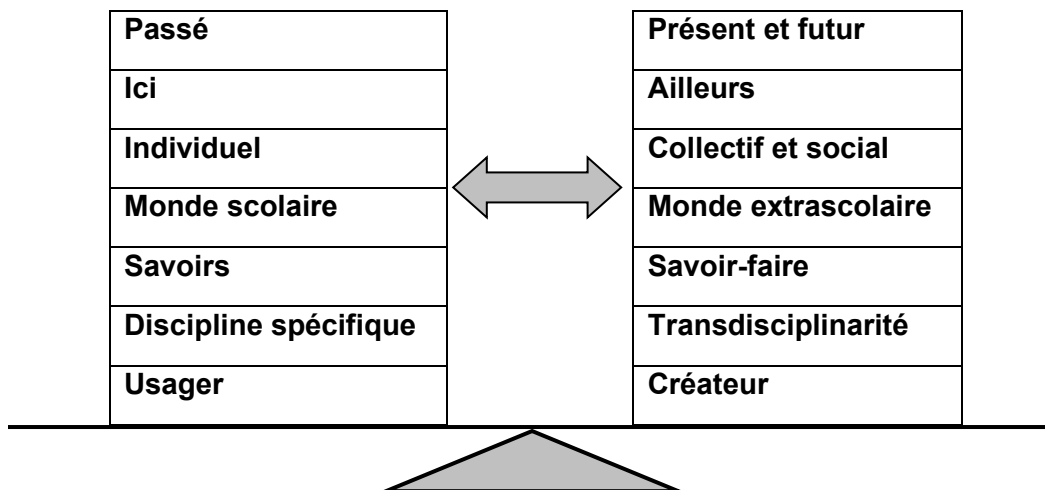 Passé
Présent et futur
Ici
Ailleurs
Individuel
Collectif et social
Monde scolaire
Monde extrascolaire
Savoirs
Savoir-faire
Discipline spécifique
Transdisciplinarité
Usager
Créateur